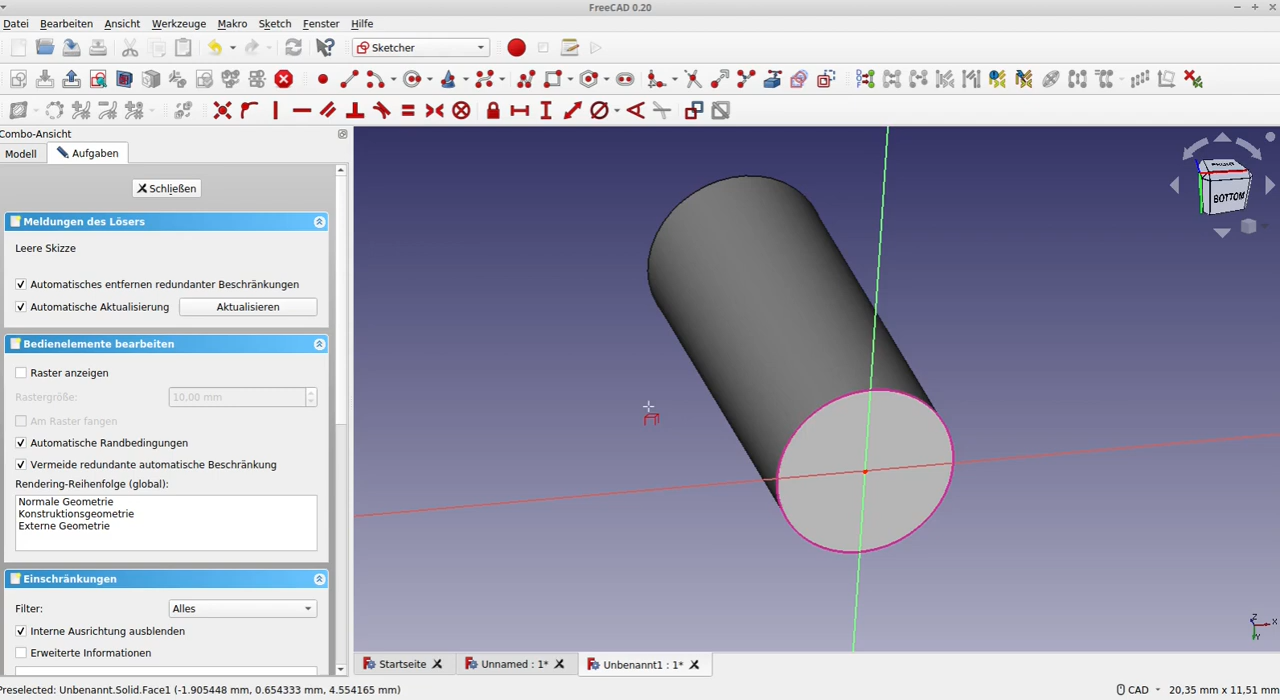 FreeCAD 0.20
Datei Bearbeiten Ansicht Werkzeuge Makro Sketch Fenster Hilfe
Sketcher
Combo-Ansicht
Modell Aufgaben
Schließen
Meldungen des Lösers
Leere Skizze
Automatisches entfernen redundanter Beschränkungen
Automatische Aktualisierung Aktualisieren
Bedienelemente bearbeiten
Raster anzeigen
Rastergröße: 10,00 mm
Am Raster fangen
Automatische Randbedingungen
Vermeide redundante automatische Beschränkung
Rendering-Reihenfolge (global):
Normale Geometrie
Konstruktionsgeometrie
Externe Geometrie
Einschränkungen
Filter: Alles
Interne Ausrichtung ausblenden
Erweiterte Informationen
BOTTOM
Z X
Y
Startseite Unnamed : 1* Unbenannt1 : 1*
Preselected: Unbenannt.Solid.Face1 (-1.905448 mm, 0.654333 mm, 4.554165 mm) CAD 20,35 mm x 11,51 mm